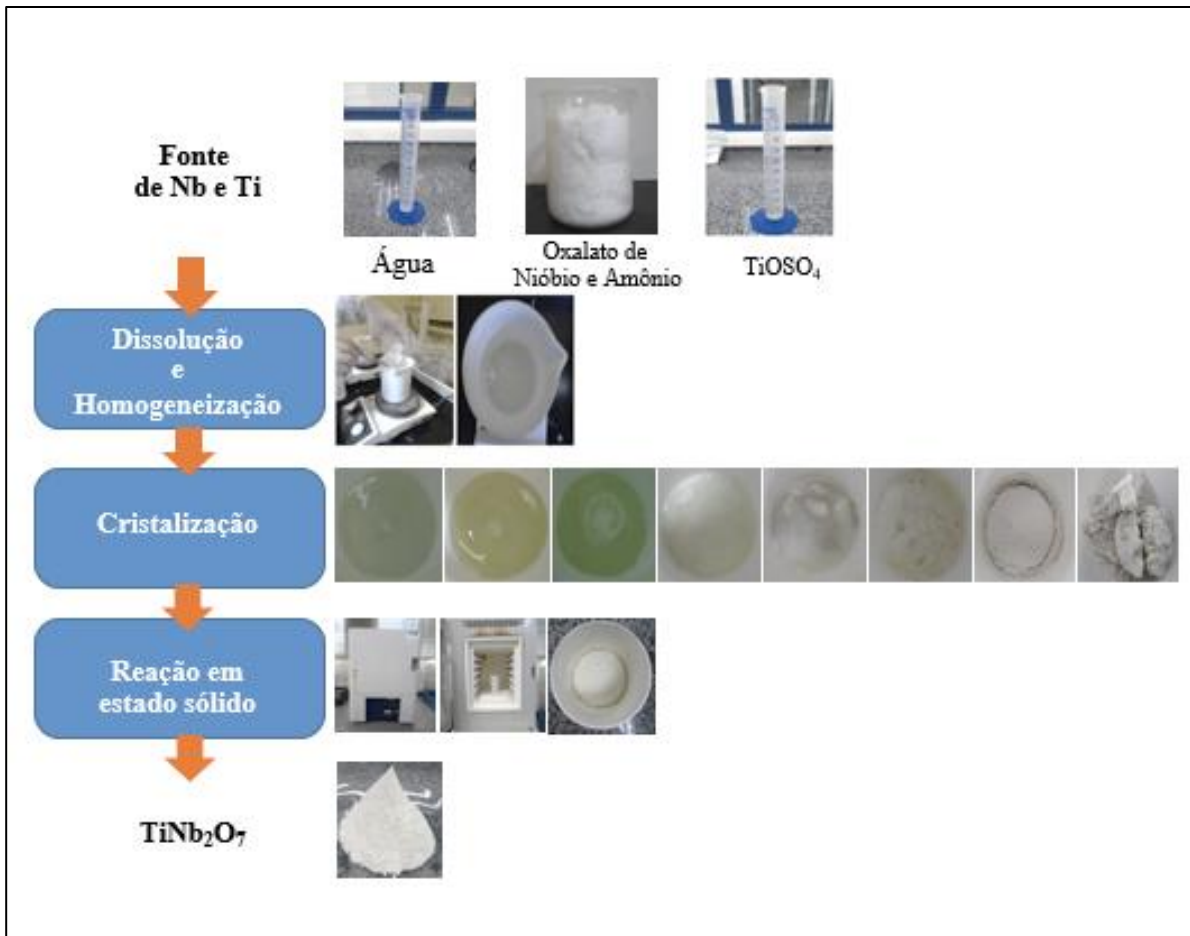 Fonte
de Nb e Ti
Água
Oxalato de
Nióbio e Amônio
TiOSO₄
Dissolução
e
Homogeneização
Cristalização
Reação em
estado sólido
TiNb₂O₇